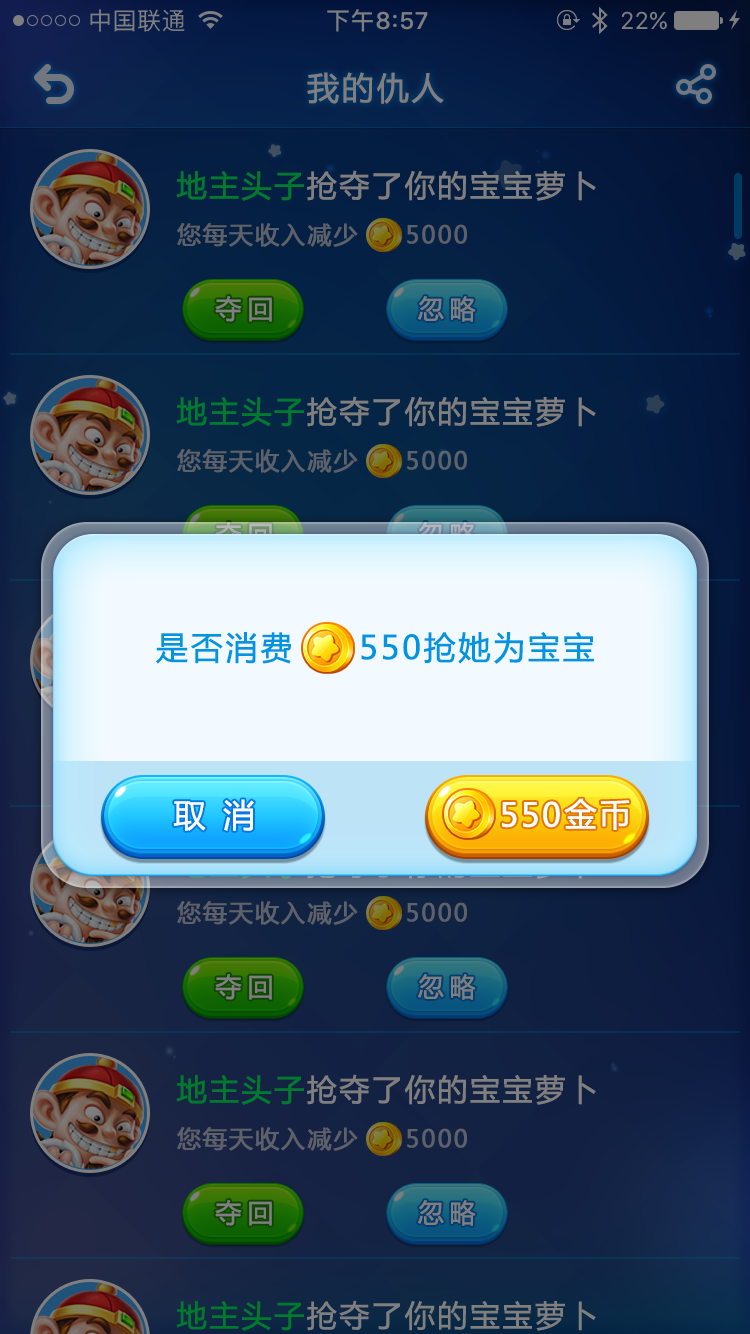 中国联通 下午8:57 22%
我的仇人
地主头子抢夺了你的宝宝萝卜
您每天收入减少 5000
夺回 忽略
地主头子抢夺了你的宝宝萝卜
您每天收入减少 5000
夺回 忽略
是否消费 550抢她为宝宝
取消 550金币
您每天收入减少 5000
夺回 忽略
地主头子抢夺了你的宝宝萝卜
您每天收入减少 5000
夺回 忽略
地主头子抢夺了你的宝宝萝卜